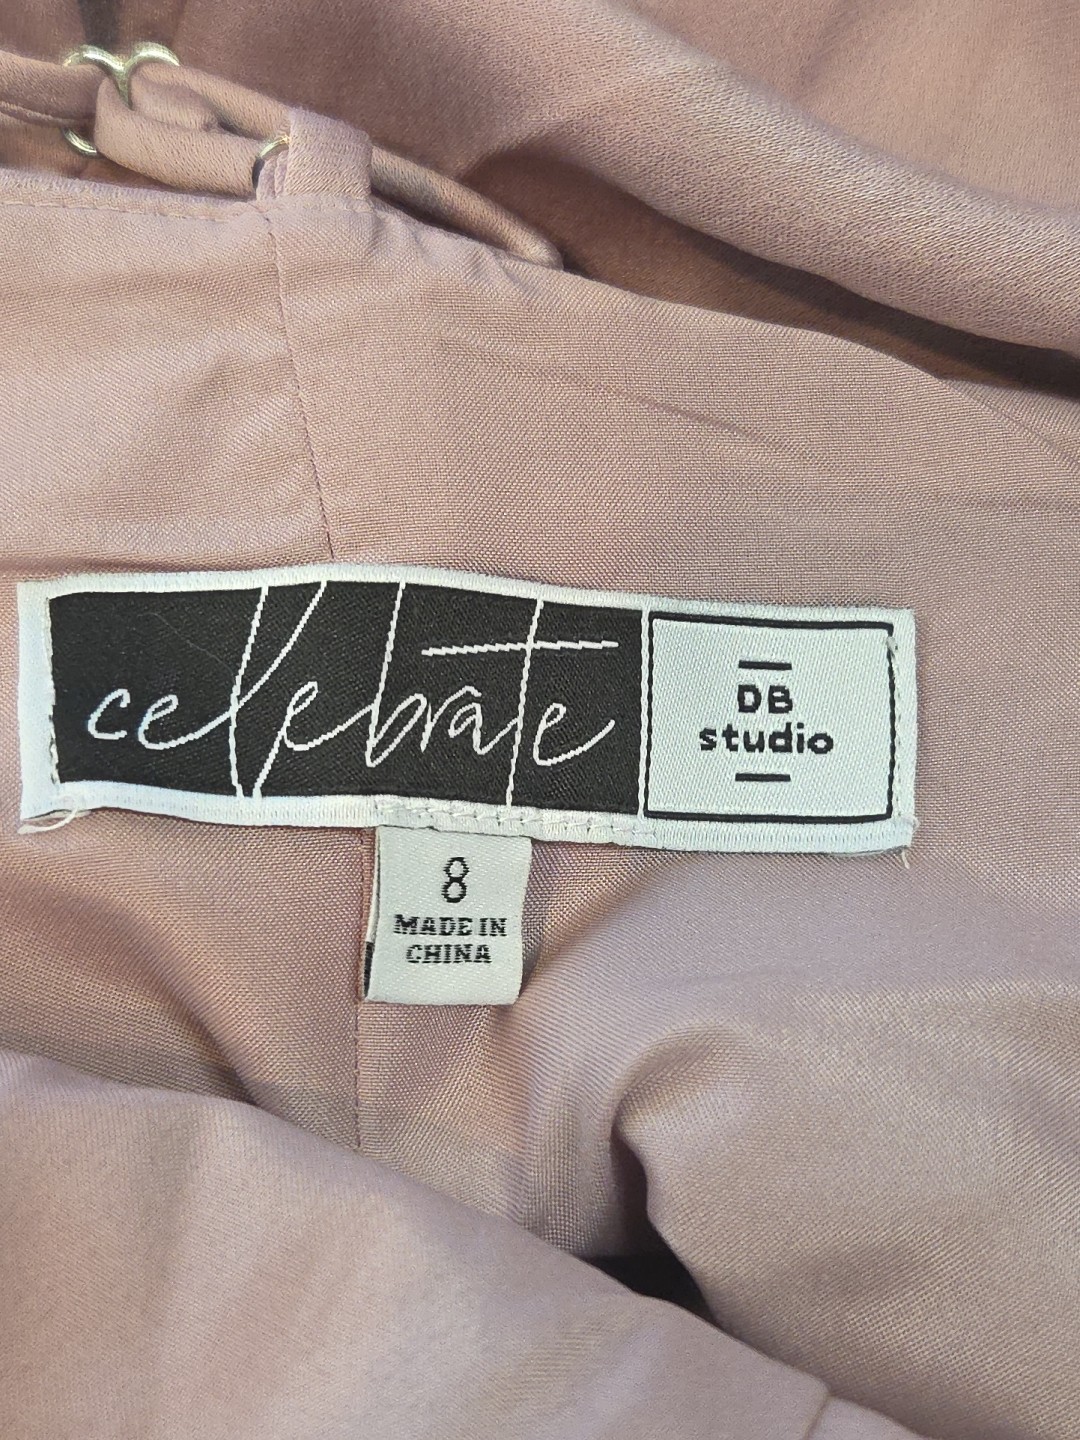 celebrate
DB
studio
8
MADE IN
CHINA